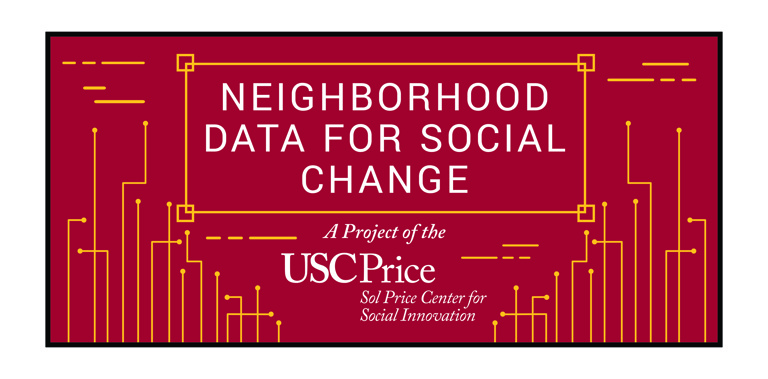 NEIGHBORHOOD
DATA FOR SOCIAL
CHANGE
A Project of the
USCPrice
Sol Price Center for
Social Innovation